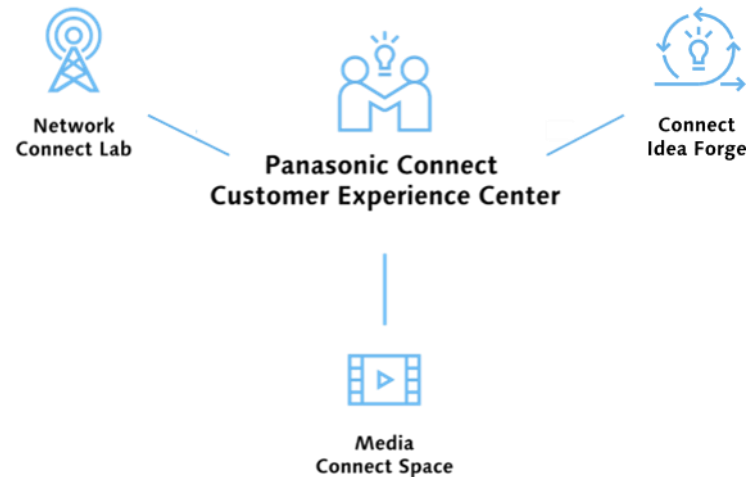 Network
Connect Lab
Panasonic Connect
Customer Experience Center
Connect
Idea Forge
Media
Connect Space